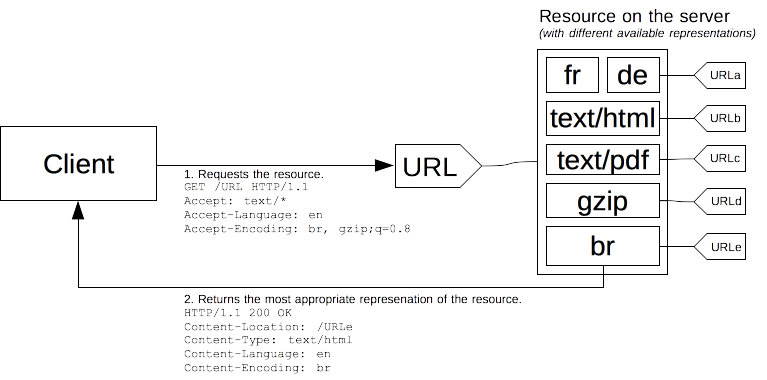 Resource on the server
(with different available representations)
fr
de
URLa
text/html
URLb
Client
URL
text/pdf
URLc
1. Requests the resource.
GET /URL HTTP/1.1
Accept: text/*
Accept-Language: en
Accept-Encoding: br, gzip;q=0.8
gzip
URLd
br
URLe
2. Returns the most appropriate represenation of the resource.
HTTP/1.1 200 OK
Content-Location: /URLe
Content-Type: text/html
Content-Language: en
Content-Encoding: br